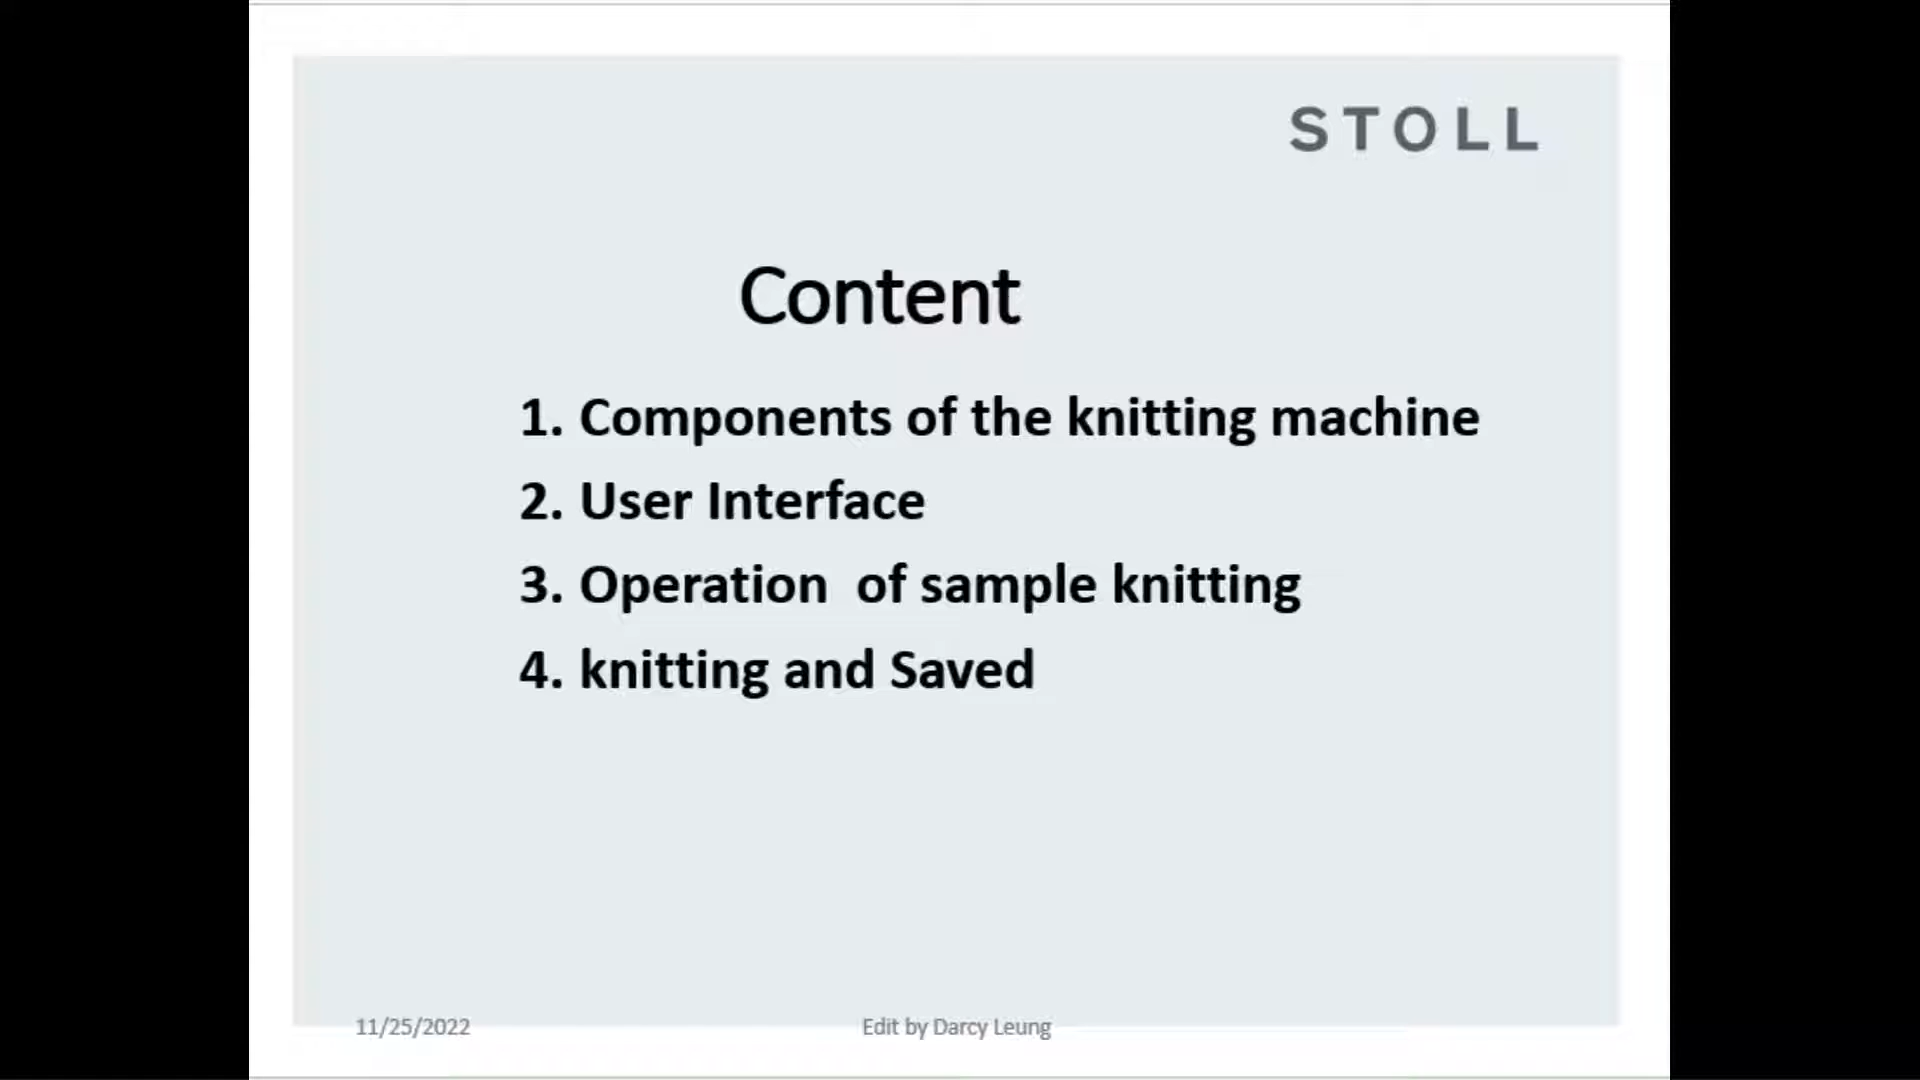 STOLL
Content
1. Components of the knitting machine
2. User Interface
3. Operation  of sample knitting
4. knitting and Saved
11/25/2022
Edit by Darcy Leung